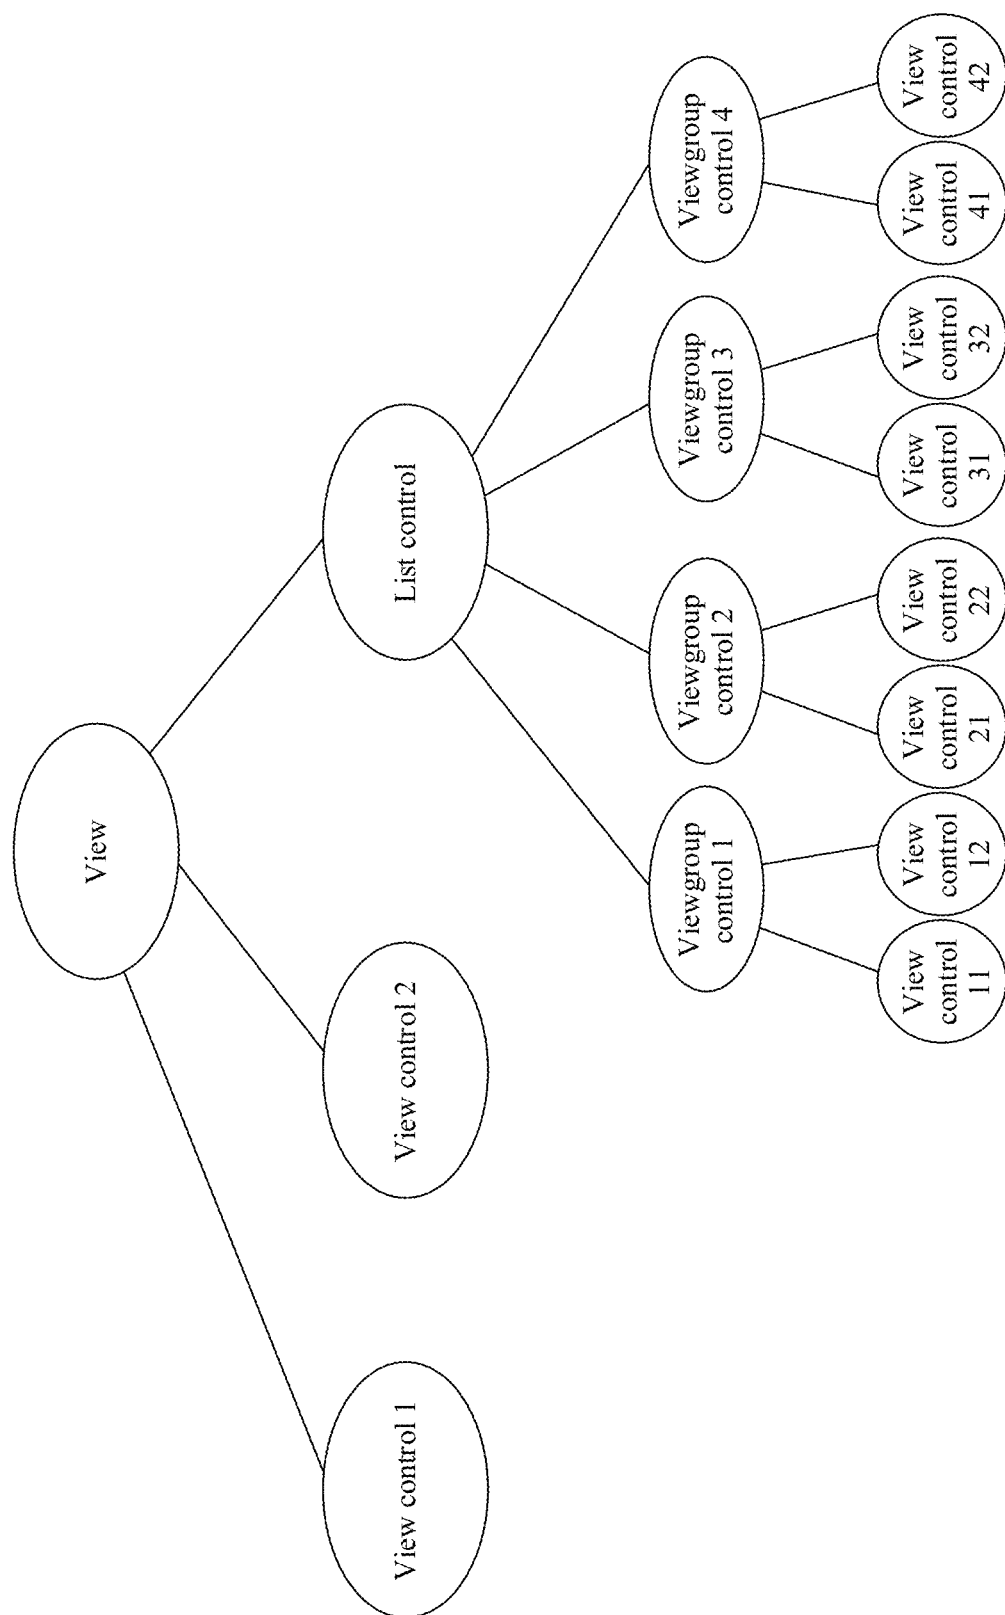 View
View control 1
View control 2
List control
Viewgroup
control 1
Viewgroup
control 2
Viewgroup
control 3
Viewgroup
control 4
View
control
11
View
control
12
View
control
21
View
control
22
View
control
31
View
control
32
View
control
41
View
control
42